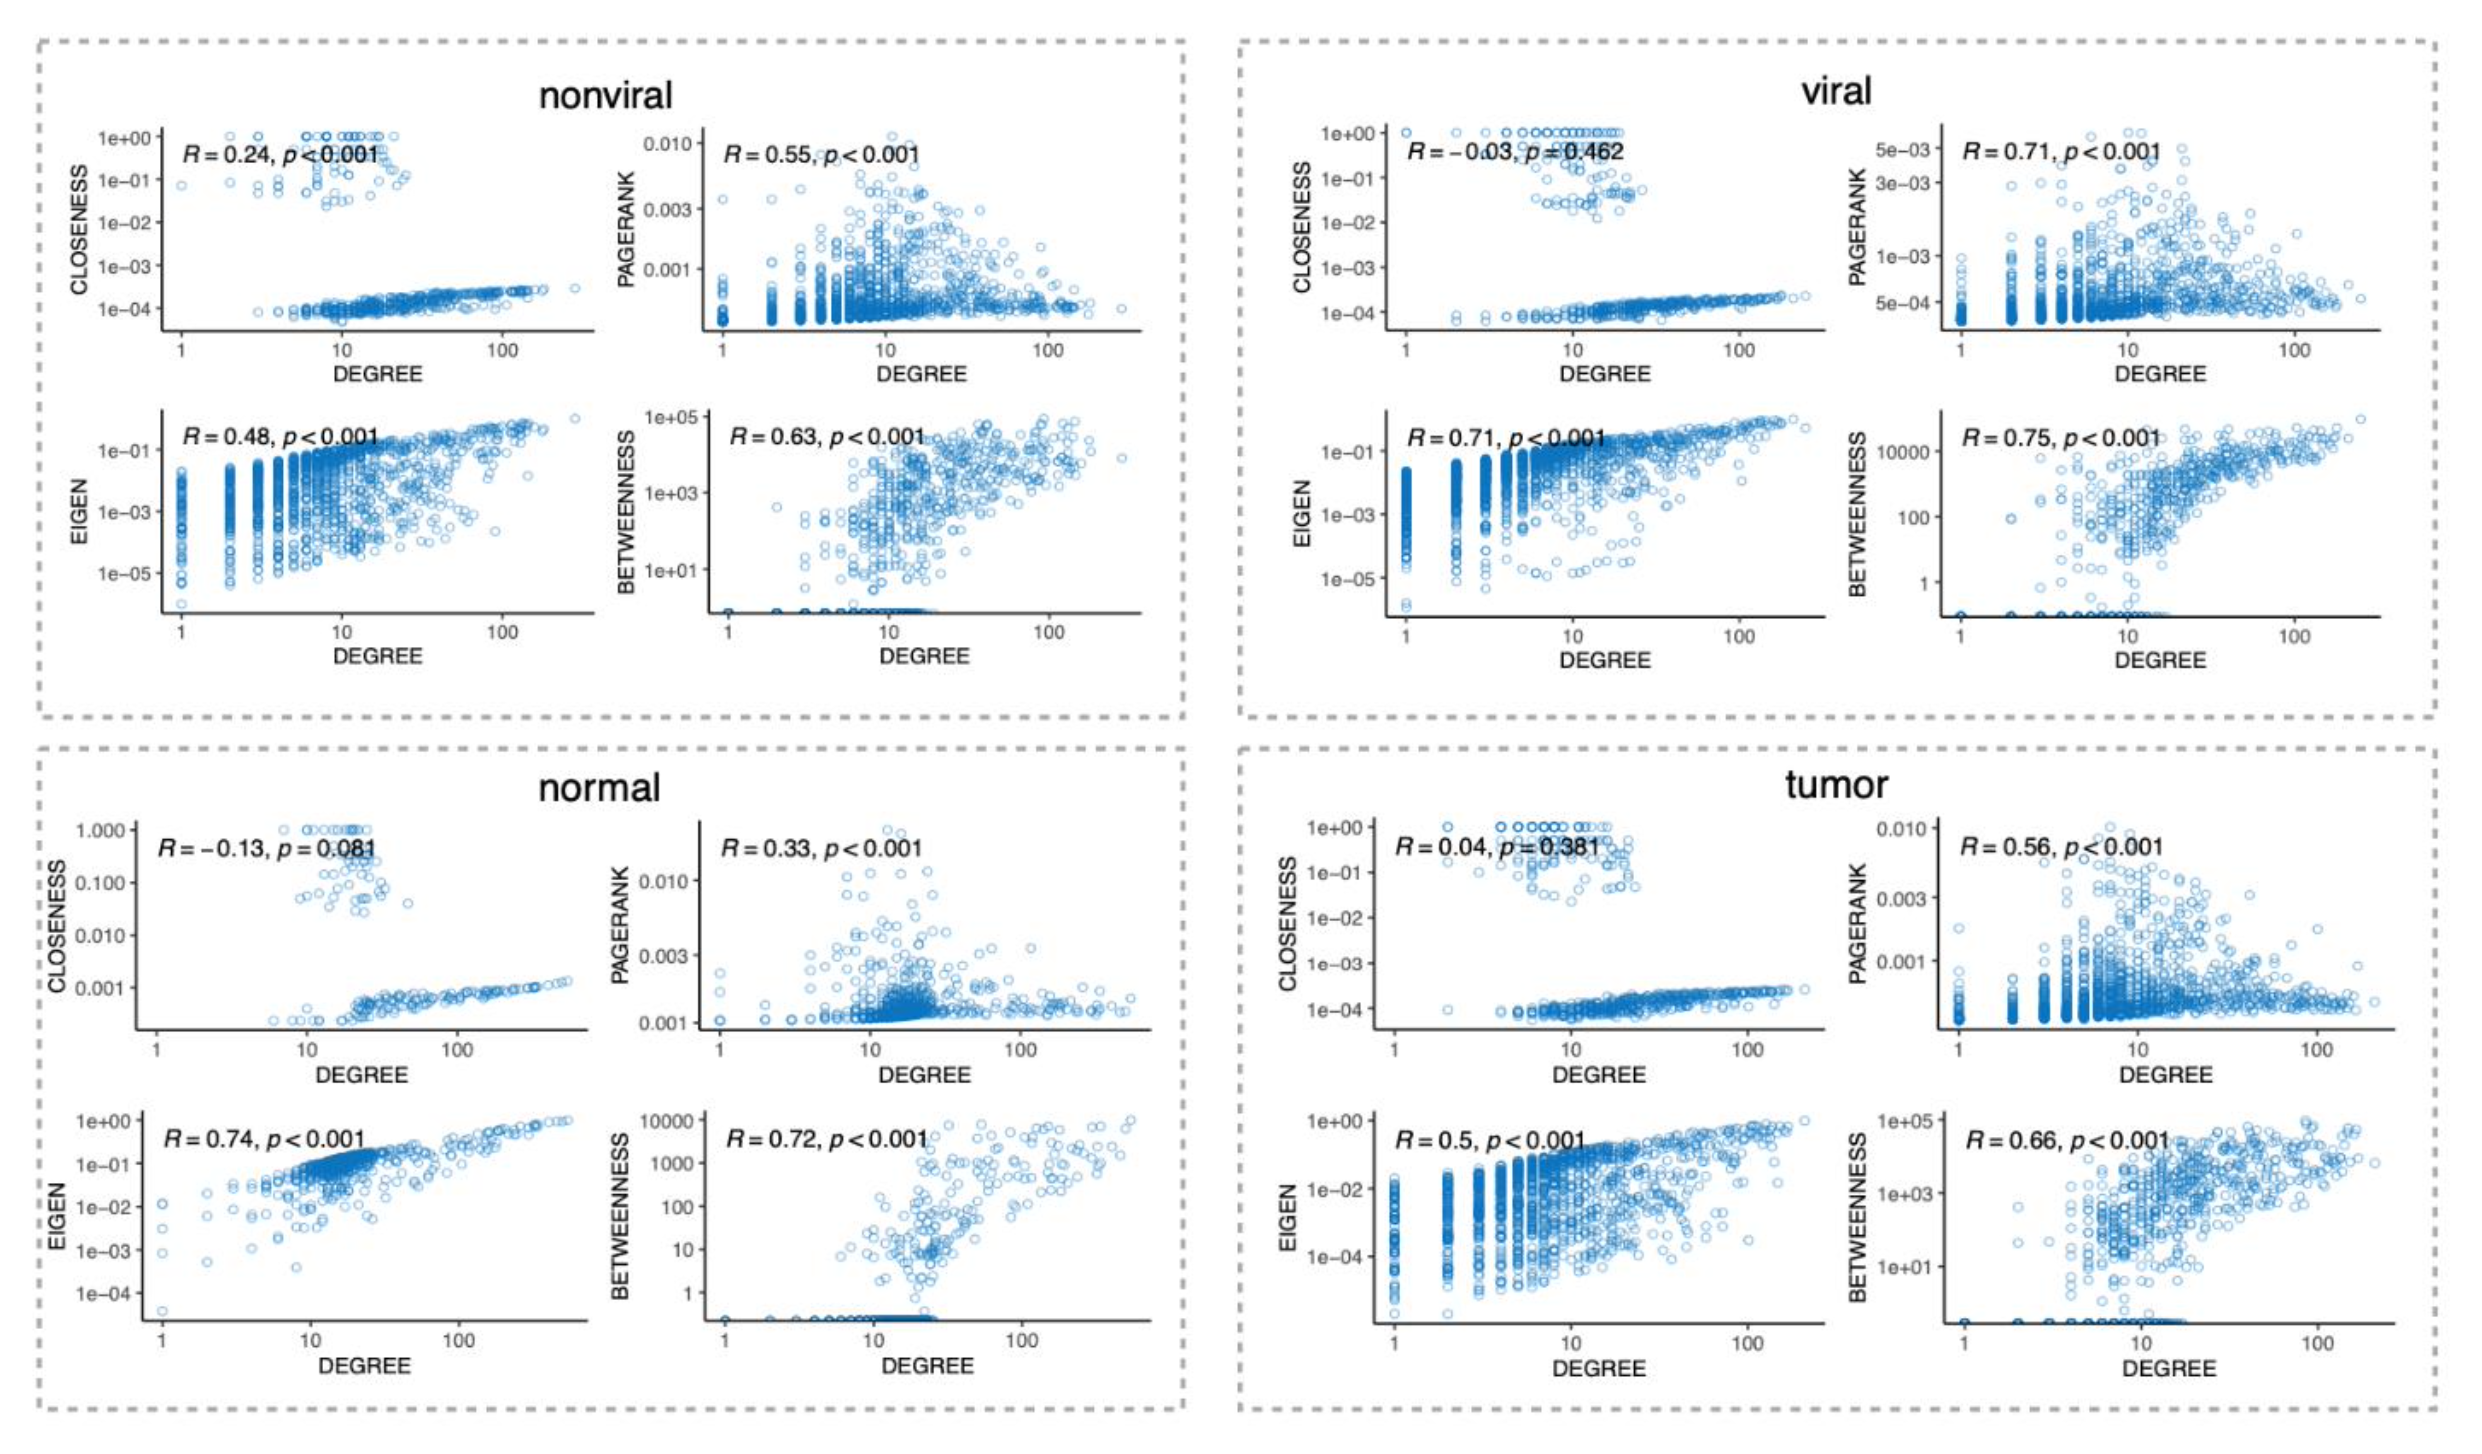 nonviral
CLOSENESS
1e+00
1e−01
1e−02
1e−03
1e−04
R = 0.24, p < 0.001
1 10 100
DEGREE
PAGERANK
0.010
0.003
0.001
R = 0.55, p < 0.001
1 10 100
DEGREE
EIGEN
1e−01
1e−03
1e−05
R = 0.48, p < 0.001
1 10 100
DEGREE
BETWEENNESS
1e+05
1e+03
1e+01
R = 0.63, p < 0.001
1 10 100
DEGREE
viral
CLOSENESS
1e+00
1e−01
1e−02
1e−03
1e−04
R = −0.03, p = 0.462
1 10 100
DEGREE
PAGERANK
5e−03
3e−03
1e−03
5e−04
R = 0.71, p < 0.001
1 10 100
DEGREE
EIGEN
1e−01
1e−03
1e−05
R = 0.71, p < 0.001
1 10 100
DEGREE
BETWEENNESS
10000
100
1
R = 0.75, p < 0.001
1 10 100
DEGREE
normal
CLOSENESS
1.000
0.100
0.010
0.001
R = −0.13, p = 0.081
1 10 100
DEGREE
PAGERANK
0.010
0.003
0.001
R = 0.33, p < 0.001
1 10 100
DEGREE
EIGEN
1e+00
1e−01
1e−02
1e−03
1e−04
R = 0.74, p < 0.001
1 10 100
DEGREE
BETWEENNESS
10000
1000
100
10
1
R = 0.72, p < 0.001
1 10 100
DEGREE
tumor
CLOSENESS
1e+00
1e−01
1e−02
1e−03
1e−04
R = 0.04, p = 0.381
1 10 100
DEGREE
PAGERANK
0.010
0.003
0.001
R = 0.56, p < 0.001
1 10 100
DEGREE
EIGEN
1e+00
1e−02
1e−04
R = 0.5, p < 0.001
1 10 100
DEGREE
BETWEENNESS
1e+05
1e+03
1e+01
R = 0.66, p < 0.001
1 10 100
DEGREE